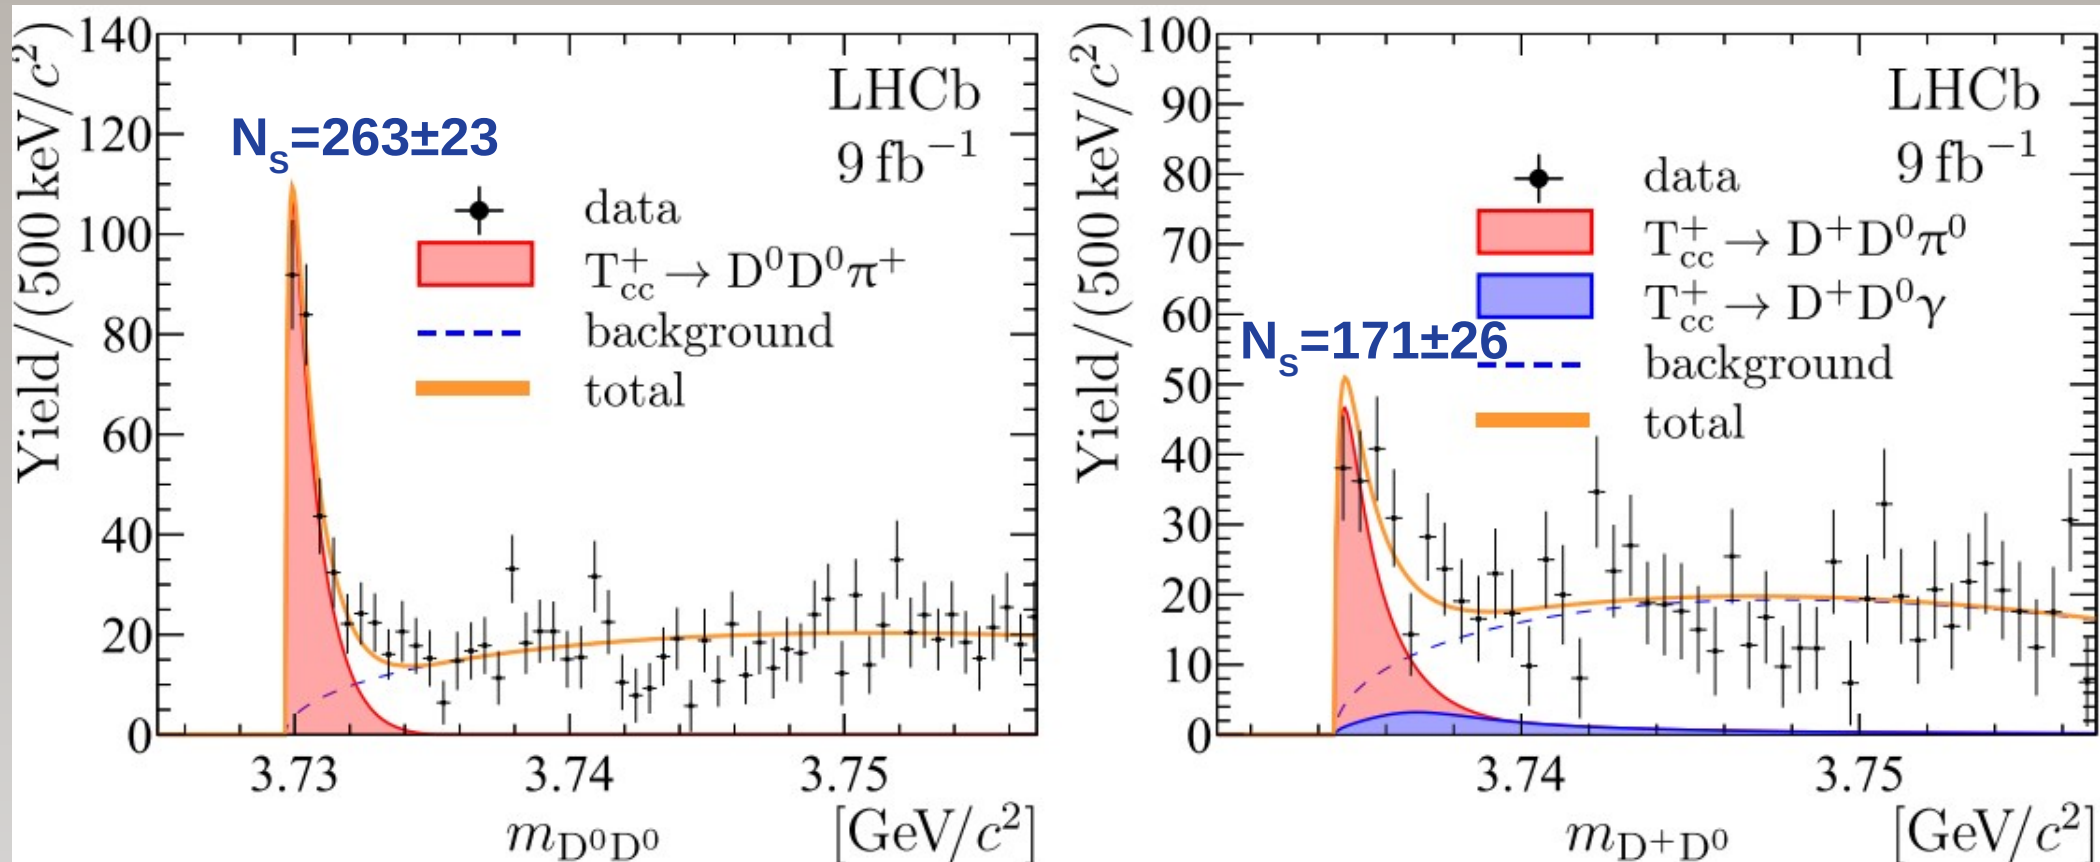 Yield/(500 keV/c²)
140
120
100
80
60
40
20
0
N_S=263±23
LHCb
9 fb⁻¹
data
T⁺cc → D⁰D⁰π⁺
background
total
3.73
3.74
3.75
m_D⁰D⁰
[GeV/c²]
Yield/(500 keV/c²)
100
90
80
70
60
50
40
30
20
10
0
LHCb
9 fb⁻¹
data
T⁺cc → D⁺D⁰π⁰
T⁺cc → D⁺D⁰γ
N_S=171±26
background
total
3.74
3.75
m_D+D⁰
[GeV/c²]